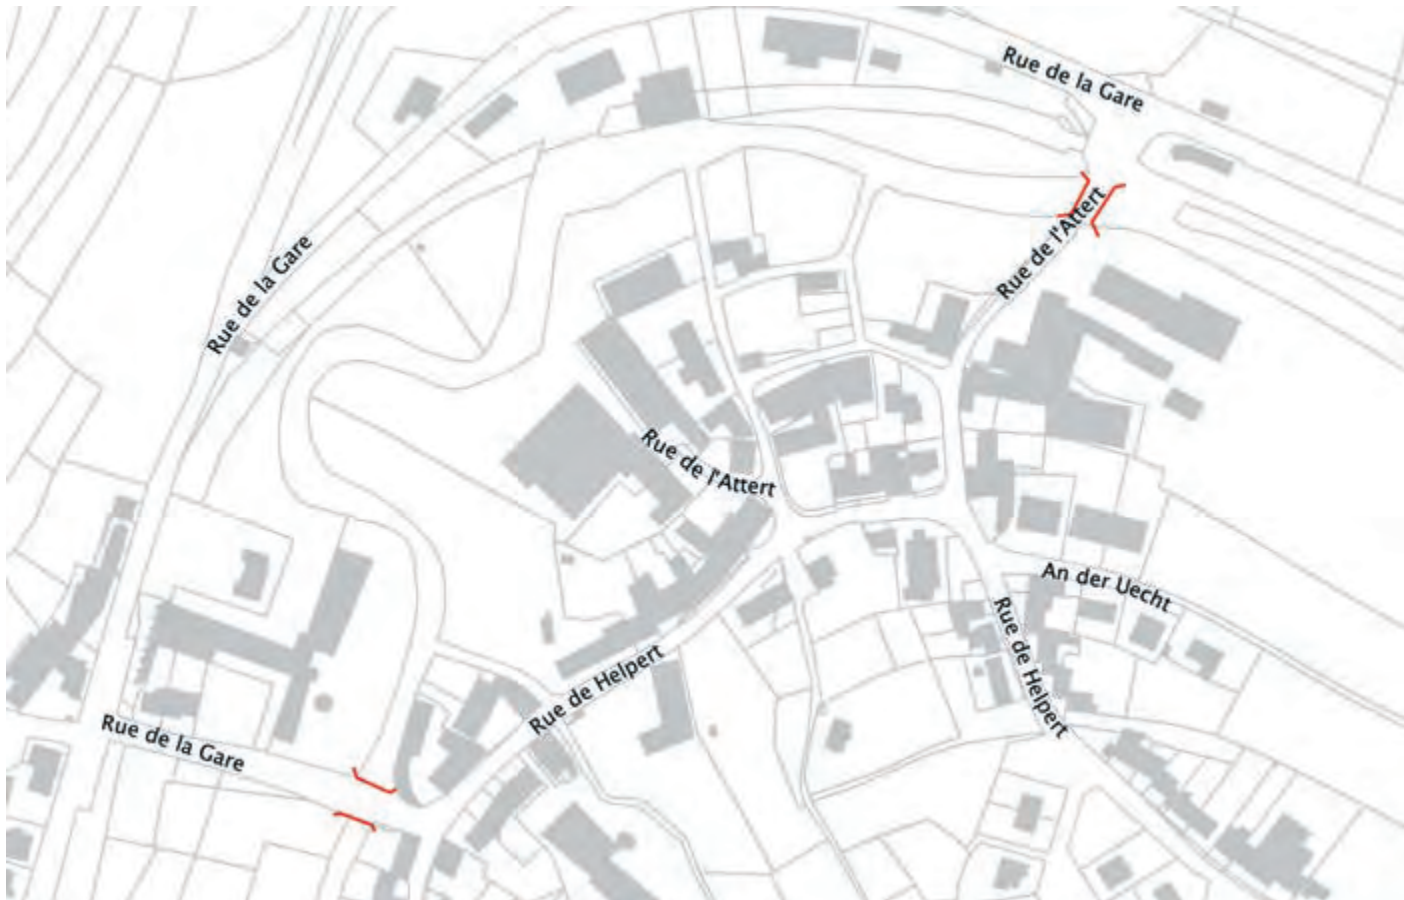 Rue de la Gare
Rue de l'Attert
Rue de la Gare
Rue de l'Attert
An der Uecht
Rue de Helpert
Rue de Helpert
Rue de la Gare